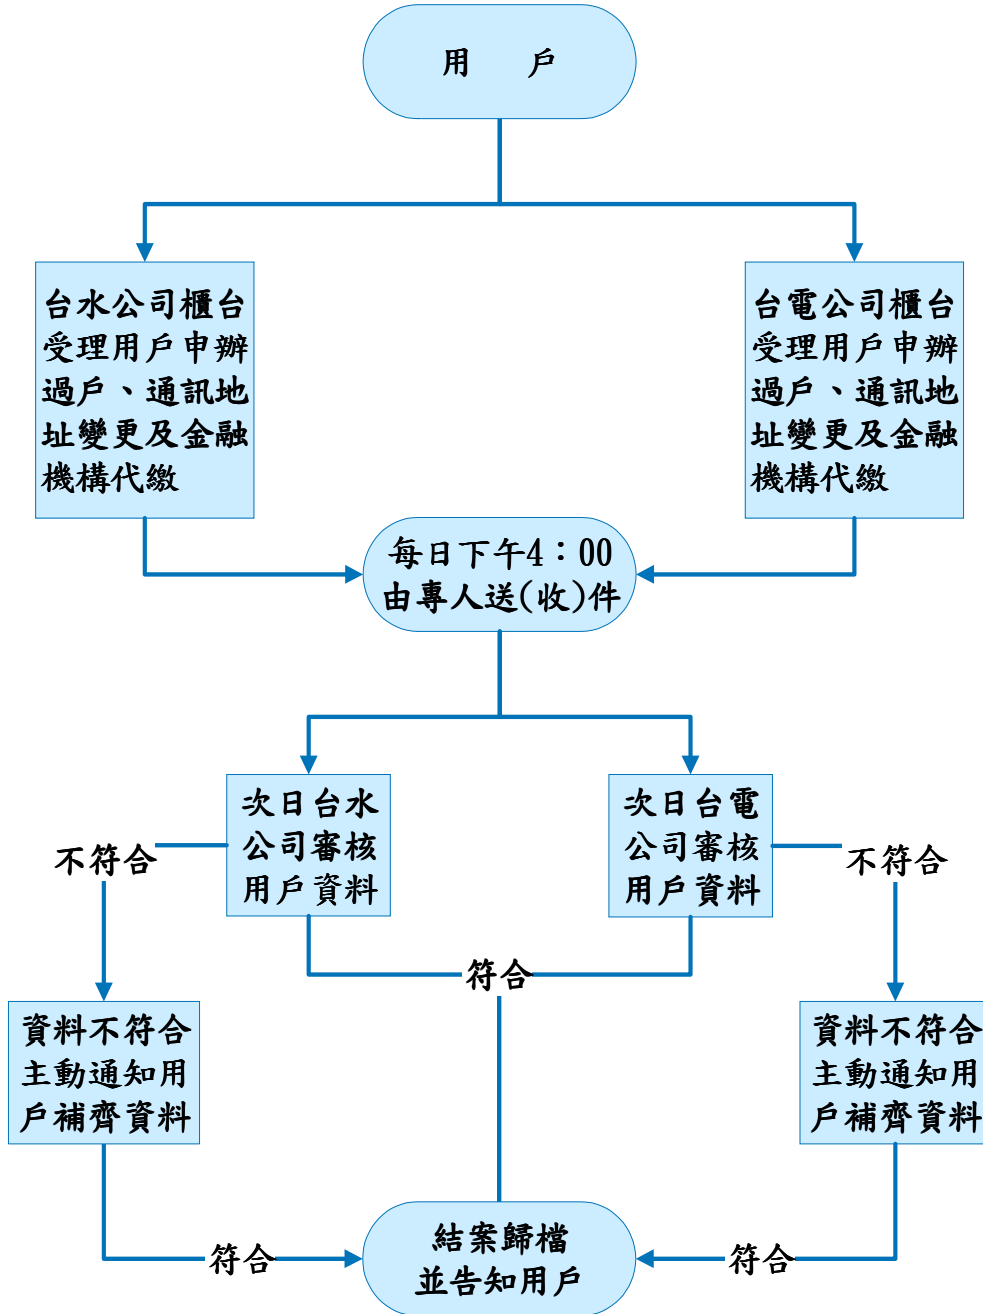 用 戶
台水公司櫃台
受理用戶申辦
過戶、通訊地
址變更及金融
機構代繳
台電公司櫃台
受理用戶申辦
過戶、通訊地
址變更及金融
機構代繳
每日下午4：00
由專人送(收)件
次日台水
公司審核
用戶資料
次日台電
公司審核
用戶資料
不符合
不符合
符合
資料不符合
主動通知用
戶補齊資料
資料不符合
主動通知用
戶補齊資料
符合
結案歸檔
並告知用戶
符合